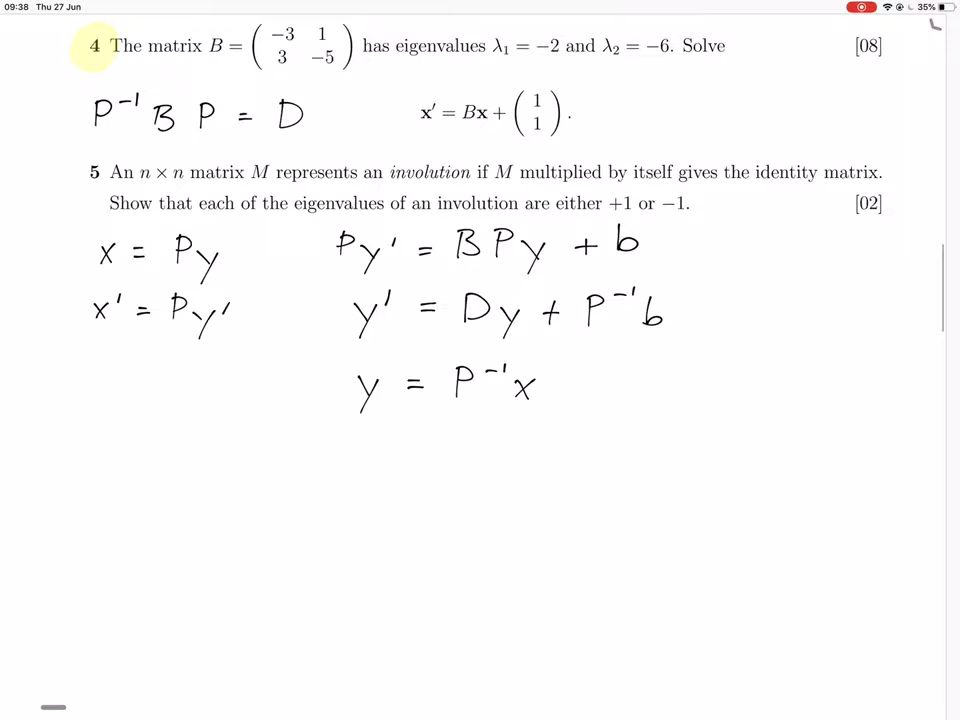 09:38 Thu 27 Jun 35%
4 The matrix B = ( −3 1 ; 3 −5 ) has eigenvalues λ₁ = −2 and λ₂ = −6. Solve [08]
P⁻¹ B P = D
x′ = Bx + ( 1 ; 1 ).
5 An n × n matrix M represents an involution if M multiplied by itself gives the identity matrix.
Show that each of the eigenvalues of an involution are either +1 or −1. [02]
x = Py Py′ = BPy + b
x′ = Py′ y′ = Dy + P⁻¹b
y = P⁻¹x